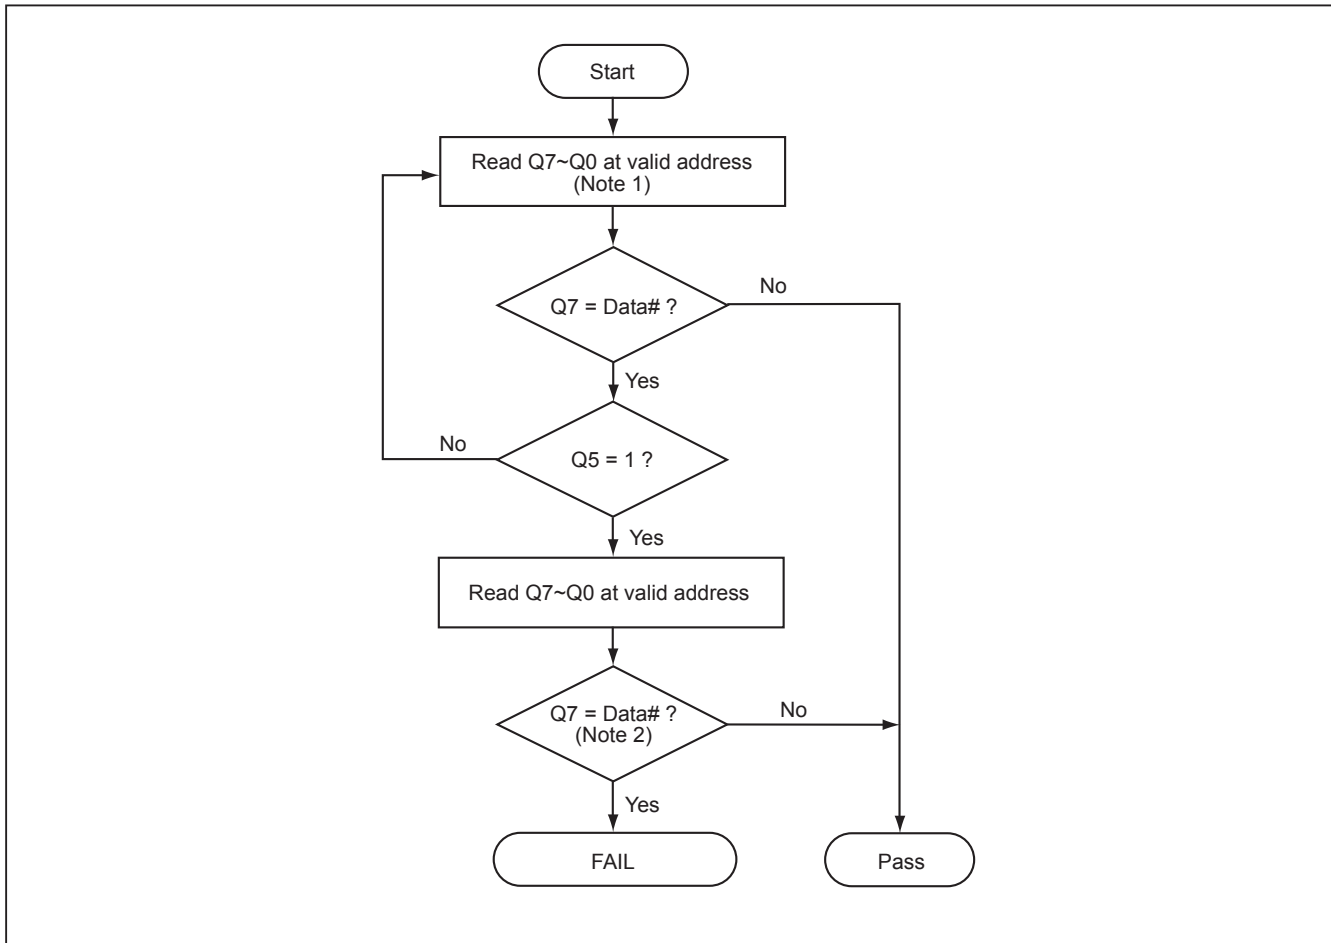 Start
Read Q7~Q0 at valid address
(Note 1)
Q7 = Data# ?
No
Yes
No
Q5 = 1 ?
Yes
Read Q7~Q0 at valid address
Q7 = Data# ?
(Note 2)
No
Yes
FAIL
Pass